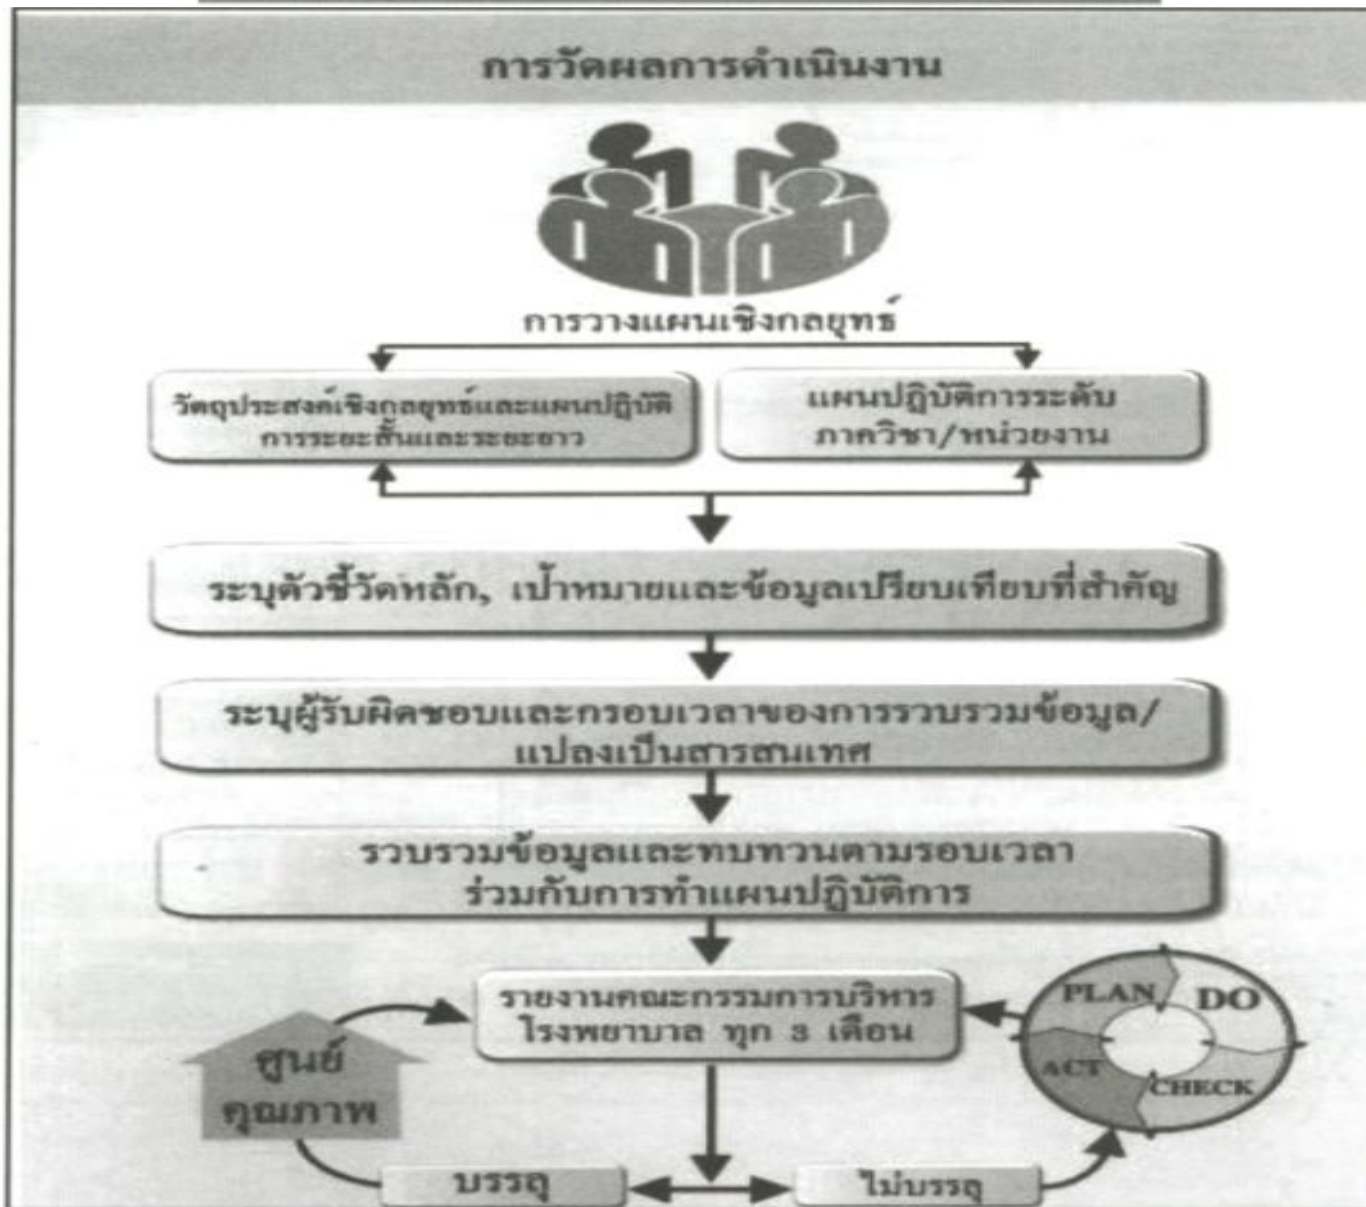 การวัดผลการดำเนินงาน
การวางแผนเชิงกลยุทธ์
วัตถุประสงค์เชิงกลยุทธ์และแผนปฏิบัติ
การระยะสั้นและระยะยาว
แผนปฏิบัติการระดับ
ภาควิชา/หน่วยงาน
ระบุตัวชี้วัดหลัก, เป้าหมายและข้อมูลเปรียบเทียบที่สำคัญ
ระบุผู้รับผิดชอบและกรอบเวลาของการรวบรวมข้อมูล/
แปลงเป็นสารสนเทศ
รวบรวมข้อมูลและทบทวนตามรอบเวลา
ร่วมกับการทำแผนปฏิบัติการ
รายงานคณะกรรมการบริหาร
โรงพยาบาล ทุก 3 เดือน
ศูนย์
คุณภาพ
PLAN
DO
ACT
CHECK
บรรลุ
ไม่บรรลุ